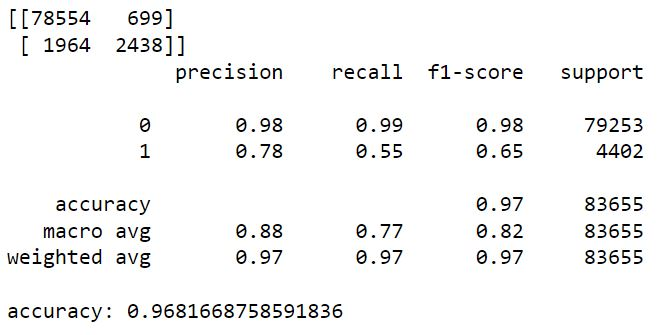 [[78554   699]
 [ 1964  2438]]
              precision    recall  f1-score   support

           0       0.98      0.99      0.98     79253
           1       0.78      0.55      0.65      4402

    accuracy                           0.97     83655
   macro avg       0.88      0.77      0.82     83655
weighted avg       0.97      0.97      0.97     83655

accuracy: 0.9681668758591836